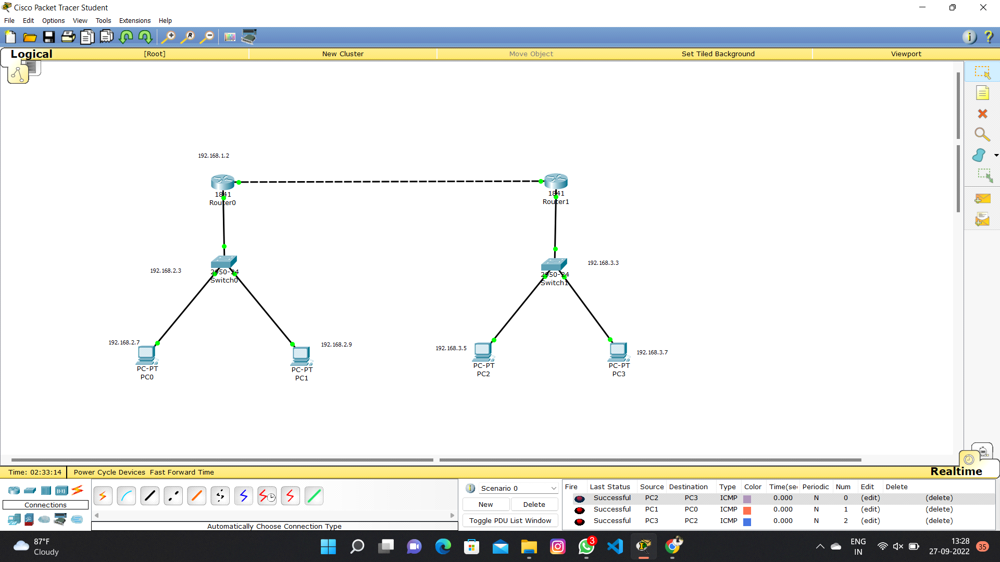 Cisco Packet Tracer Student
File Edit Options View Tools Extensions Help
Logical [Root] New Cluster Move Object Set Tiled Background Viewport
192.168.1.2
1841
Router0
1841
Router1
192.168.2.3
2950-24
Switch0
192.168.3.3
2950-24
Switch1
192.168.2.7
PC-PT
PC0
192.168.2.9
PC-PT
PC1
192.168.3.5
PC-PT
PC2
192.168.3.7
PC-PT
PC3
Time: 02:33:14 Power Cycle Devices Fast Forward Time Realtime
Connections
Automatically Choose Connection Type
Scenario 0
New Delete
Toggle PDU List Window
Fire Last Status Source Destination Type Color Time(sec Periodic Num Edit Delete
Successful PC2 PC3 ICMP 0.000 N 0 (edit) (delete)
Successful PC1 PC0 ICMP 0.000 N 1 (edit) (delete)
Successful PC3 PC2 ICMP 0.000 N 2 (edit) (delete)
87°F
Cloudy
3
ENG
IN
13:28
27-09-2022
35